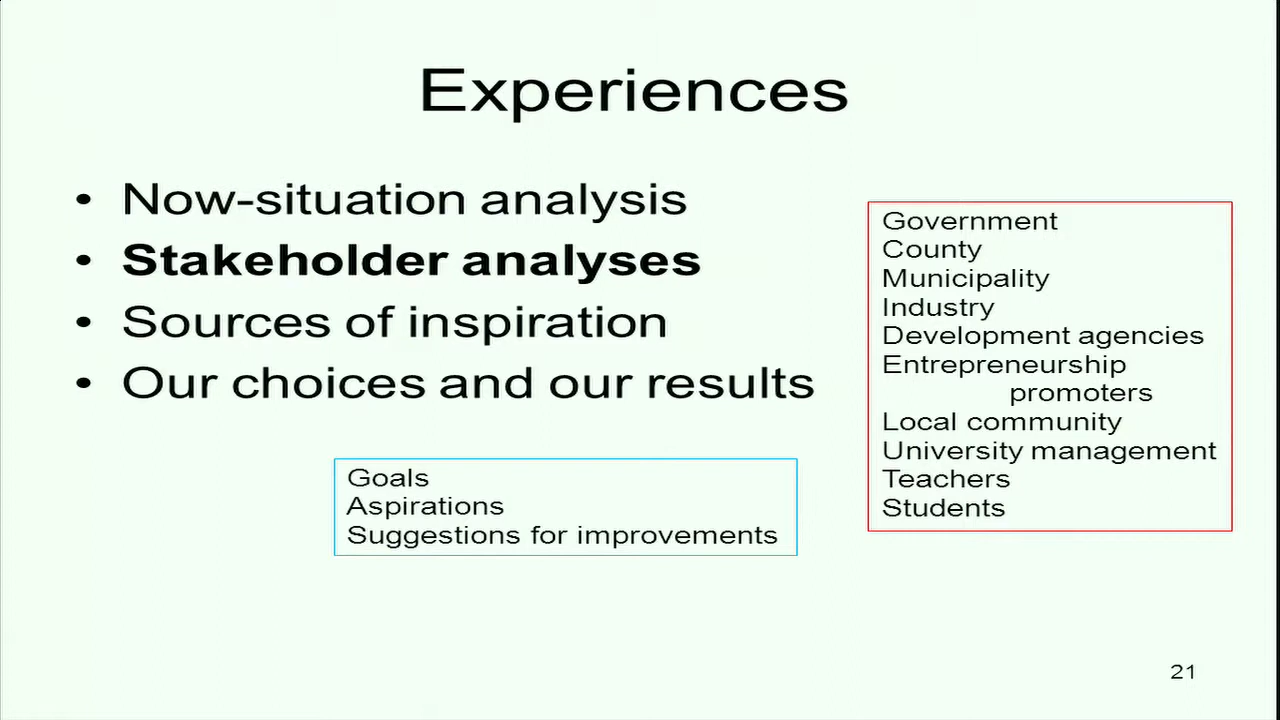 Experiences
• Now-situation analysis
• Stakeholder analyses
• Sources of inspiration
• Our choices and our results
Government
County
Municipality
Industry
Development agencies
Entrepreneurship
promoters
Local community
University management
Teachers
Students
Goals
Aspirations
Suggestions for improvements
21